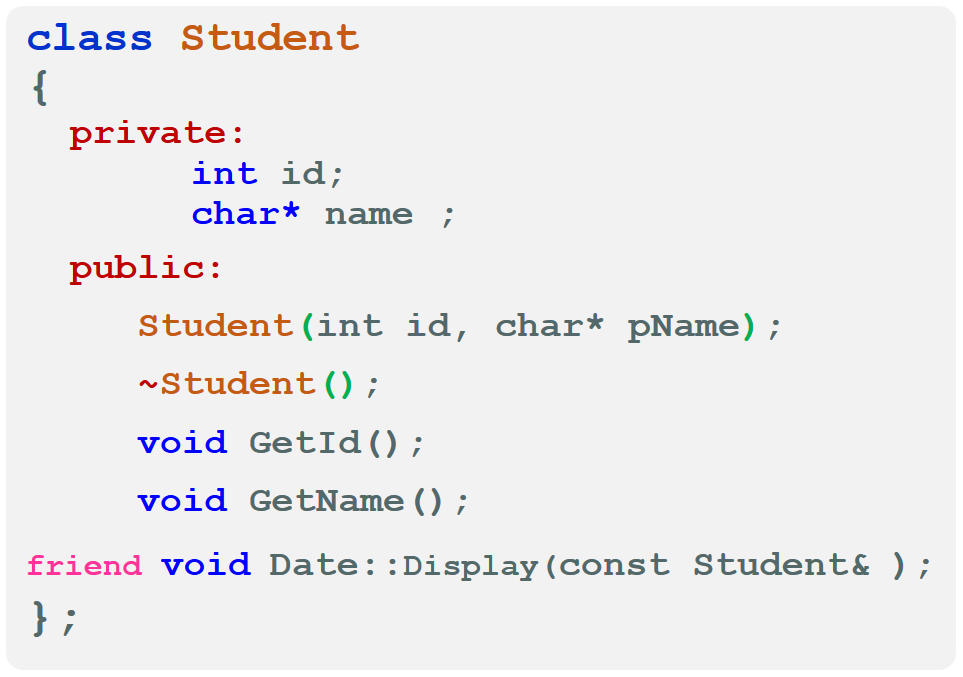 class Student
{
private:
int id;
char* name ;
public:
Student(int id, char* pName);
~Student();
void GetId();
void GetName();
friend void Date::Display(const Student& );
};